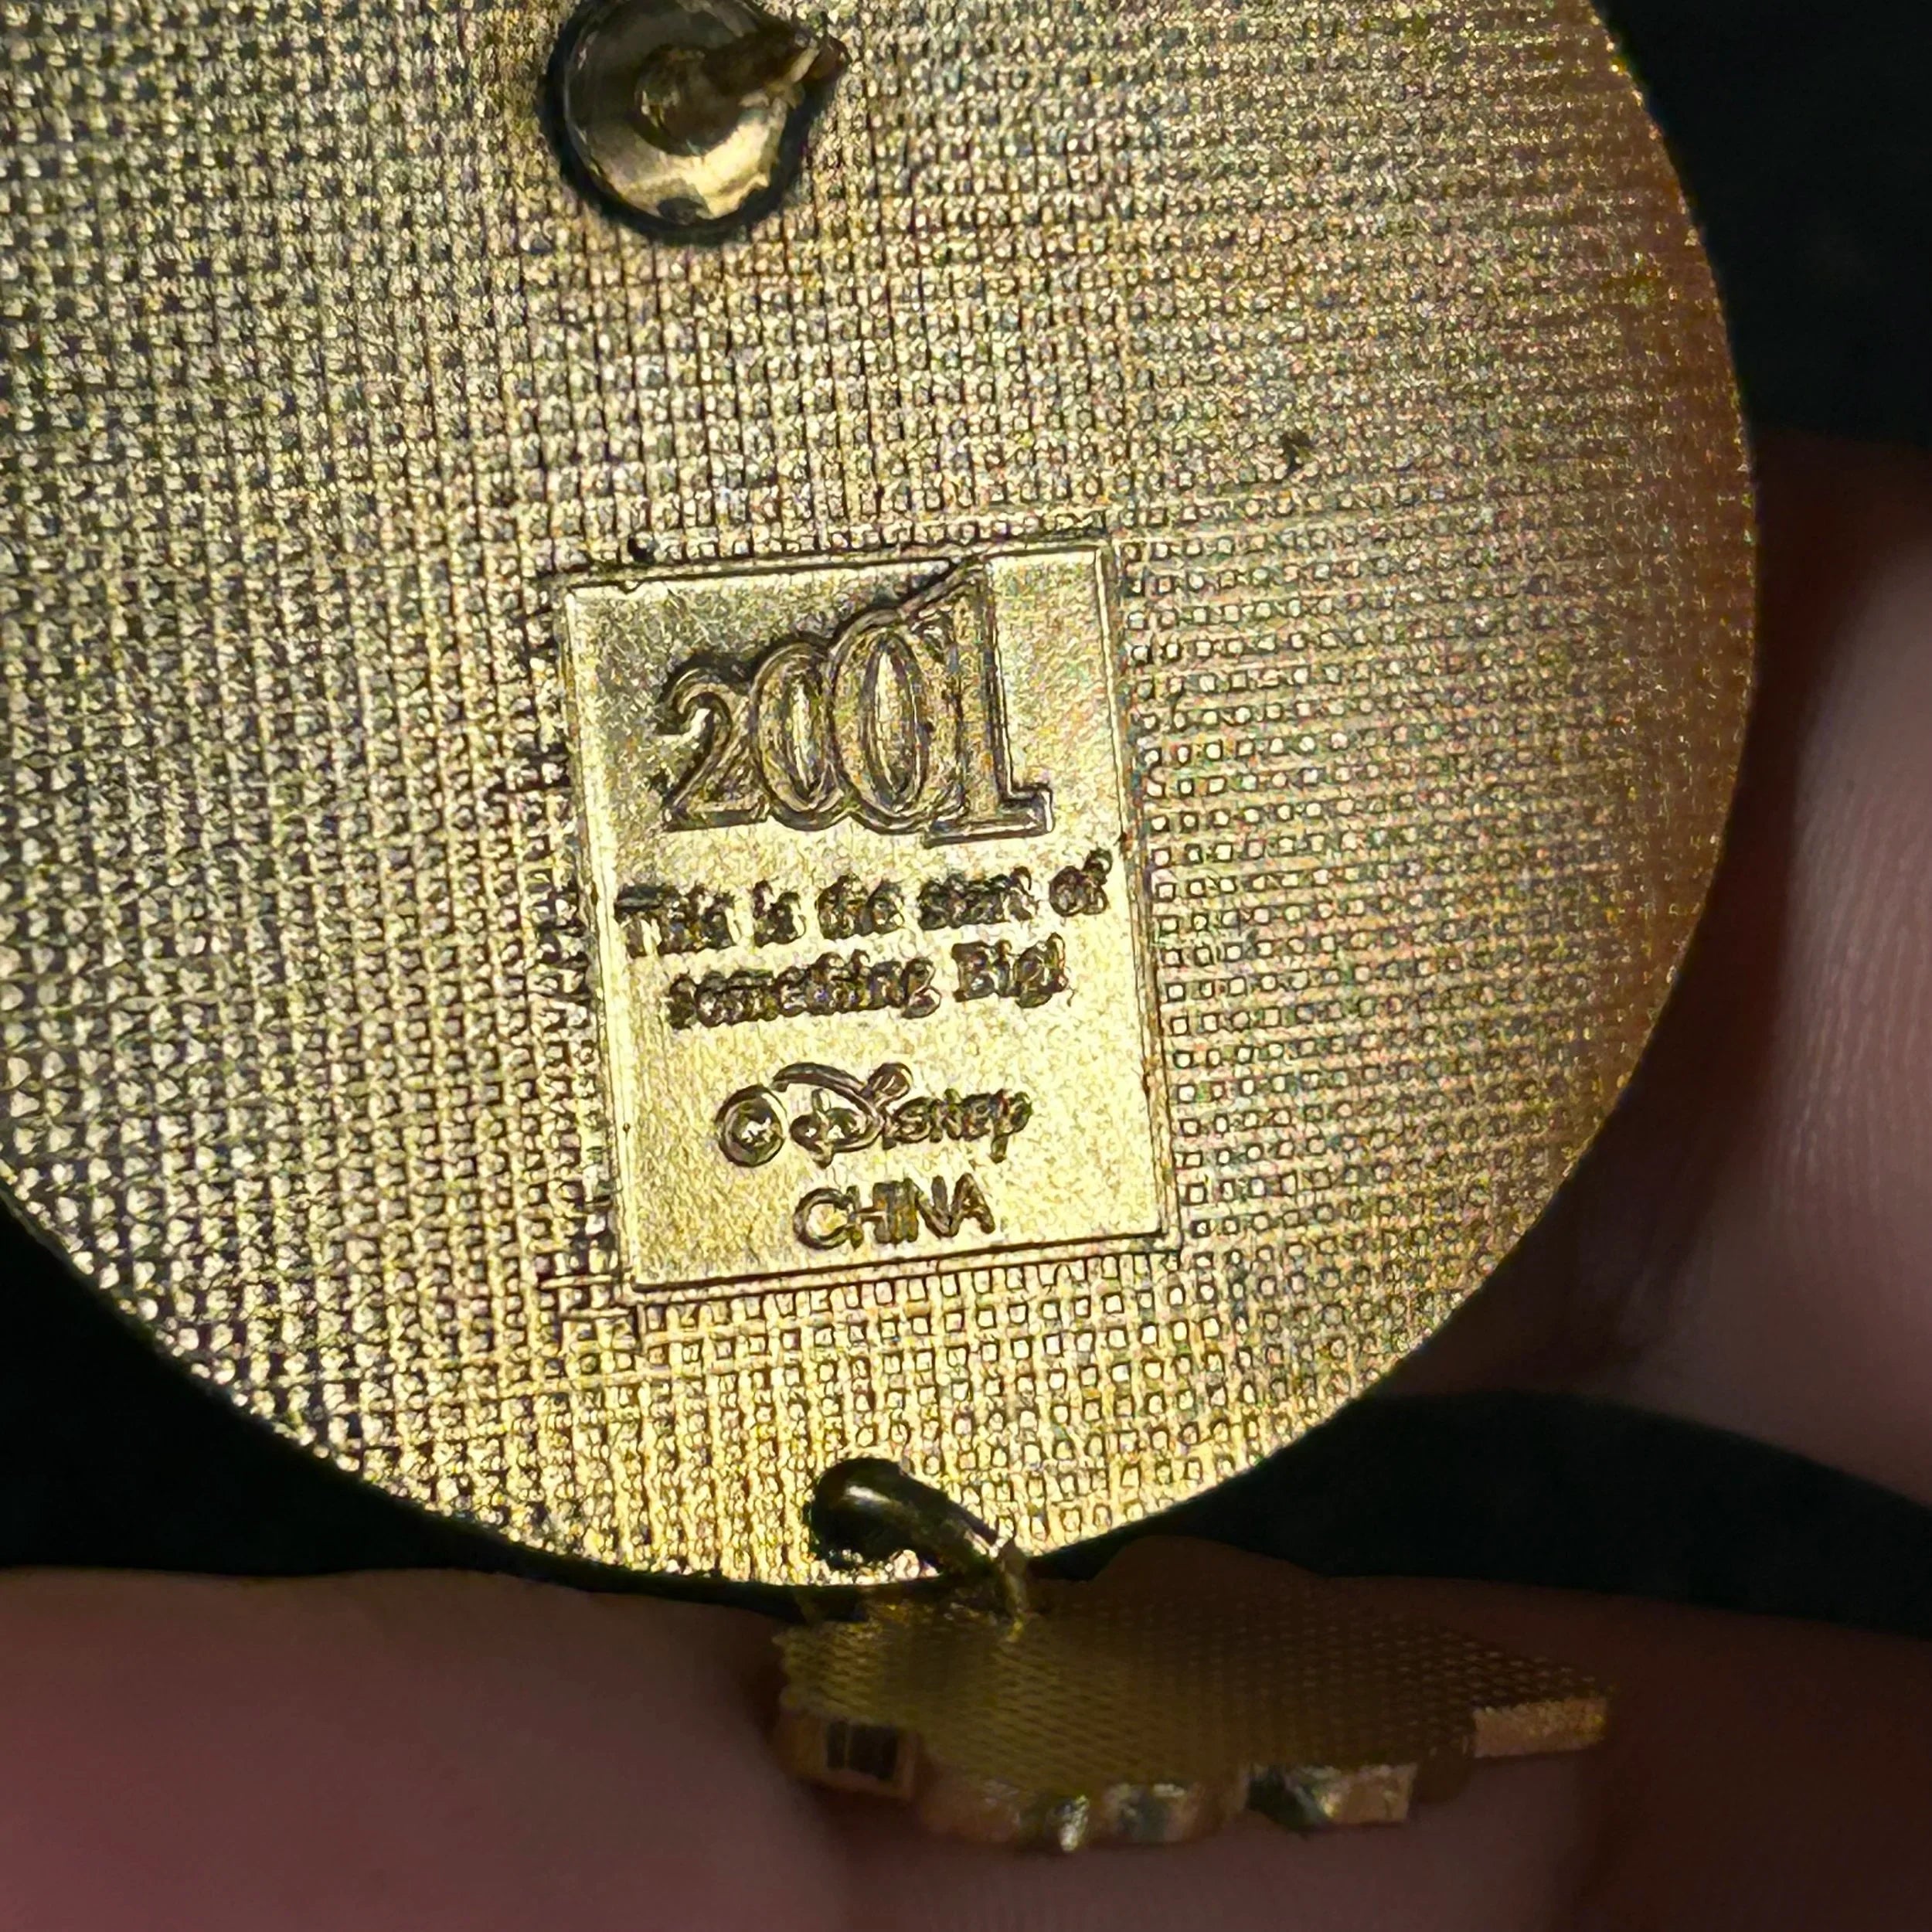 2001
This is the start of
something Big!
© Disney
CHINA